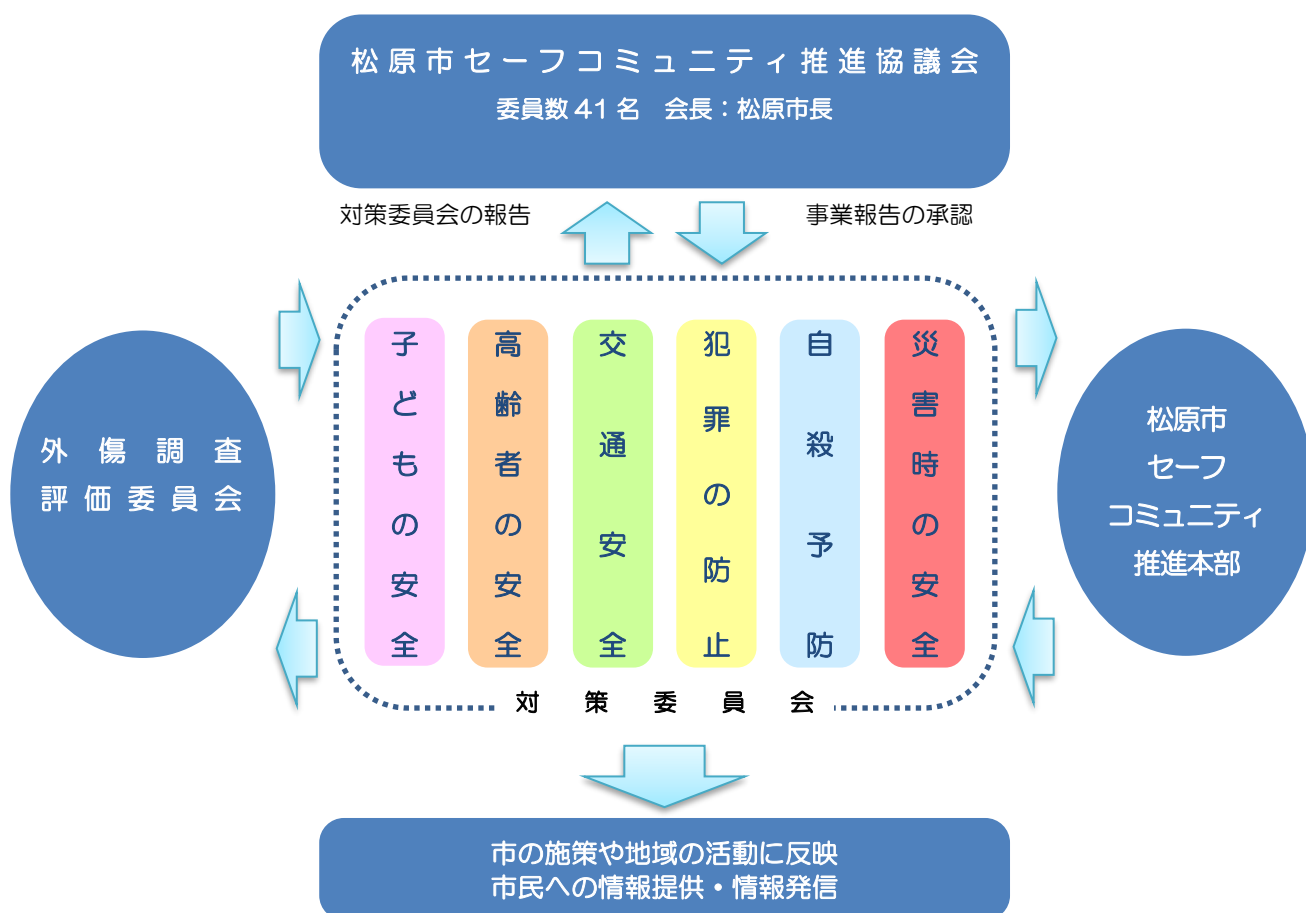 松原市セーフコミュニティ推進協議会
委員数41名　会長：松原市長
対策委員会の報告
事業報告の承認
外傷調査
評価委員会
子どもの安全
高齢者の安全
交通安全
犯罪の防止
自殺予防
災害時の安全
対策委員会
松原市
セーフ
コミュニティ
推進本部
市の施策や地域の活動に反映
市民への情報提供・情報発信